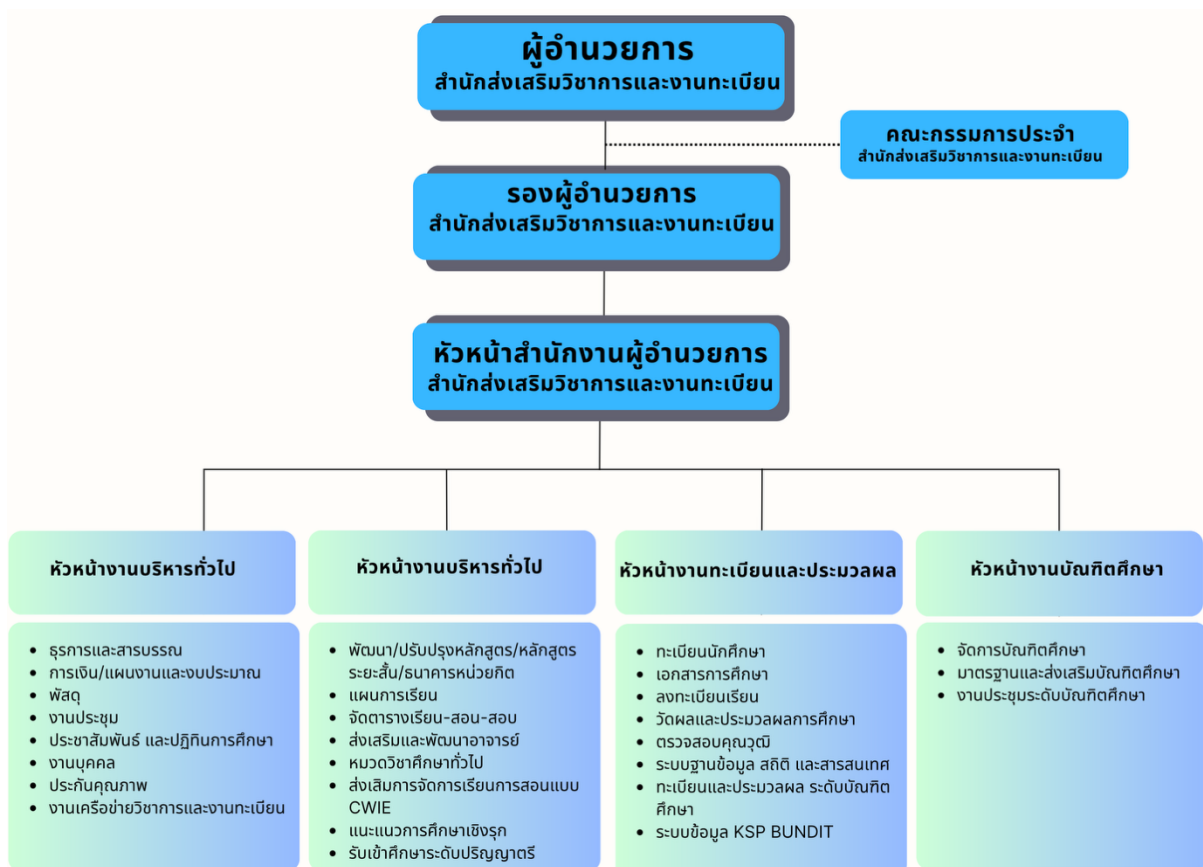 ผู้อำนวยการ
สำนักส่งเสริมวิชาการและงานทะเบียน
คณะกรรมการประจำ
สำนักส่งเสริมวิชาการและงานทะเบียน
รองผู้อำนวยการ
สำนักส่งเสริมวิชาการและงานทะเบียน
หัวหน้าสำนักงานผู้อำนวยการ
สำนักส่งเสริมวิชาการและงานทะเบียน
หัวหน้างานบริหารทั่วไป
• ธุรการและสารบรรณ
• การเงิน/แผนงานและงบประมาณ
• พัสดุ
• งานประชุม
• ประชาสัมพันธ์ และปฏิทินการศึกษา
• งานบุคคล
• ประกันคุณภาพ
• งานเครือข่ายวิชาการและงานทะเบียน
หัวหน้างานบริหารทั่วไป
• พัฒนา/ปรับปรุงหลักสูตร/หลักสูตร
ระยะสั้น/ธนาคารหน่วยกิต
• แผนการเรียน
• จัดตารางเรียน-สอน-สอบ
• ส่งเสริมและพัฒนาอาจารย์
• หมวดวิชาศึกษาทั่วไป
• ส่งเสิมการจัดการเรียนการสอนแบบ
CWIE
• แนะแนวการศึกษาเชิงรุก
• รับเข้าศึกษาระดับปริญญาตรี
หัวหน้างานทะเบียนและประมวลผล
• ทะเบียนนักศึกษา
• เอกสารการศึกษา
• ลงทะเบียนเรียน
• วัดผลและประมวลผลการศึกษา
• ตรวจสอบคุณวุฒิ
• ระบบฐานข้อมูล สถิติ และสารสนเทศ
• ทะเบียนและประมวลผล ระดับบัณฑิต
ศึกษา
• ระบบข้อมูล KSP BUNDIT
หัวหน้างานบัณฑิตศึกษา
• จัดการบัณฑิตศึกษา
• มาตรฐานและส่งเสริมบัณฑิตศึกษา
• งานประชุมระดับบัณฑิตศึกษา